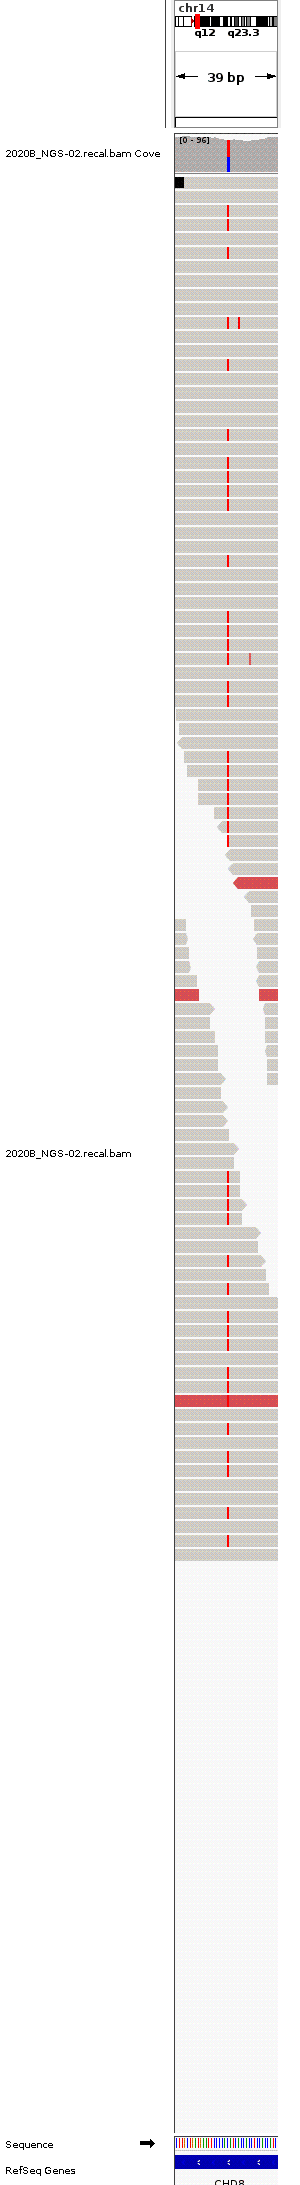 chr14
q12 q23.3
39 bp
[0 - 96]
2020B_NGS-02.recal.bam Cove
2020B_NGS-02.recal.bam
Sequence
RefSeq Genes
CHD8